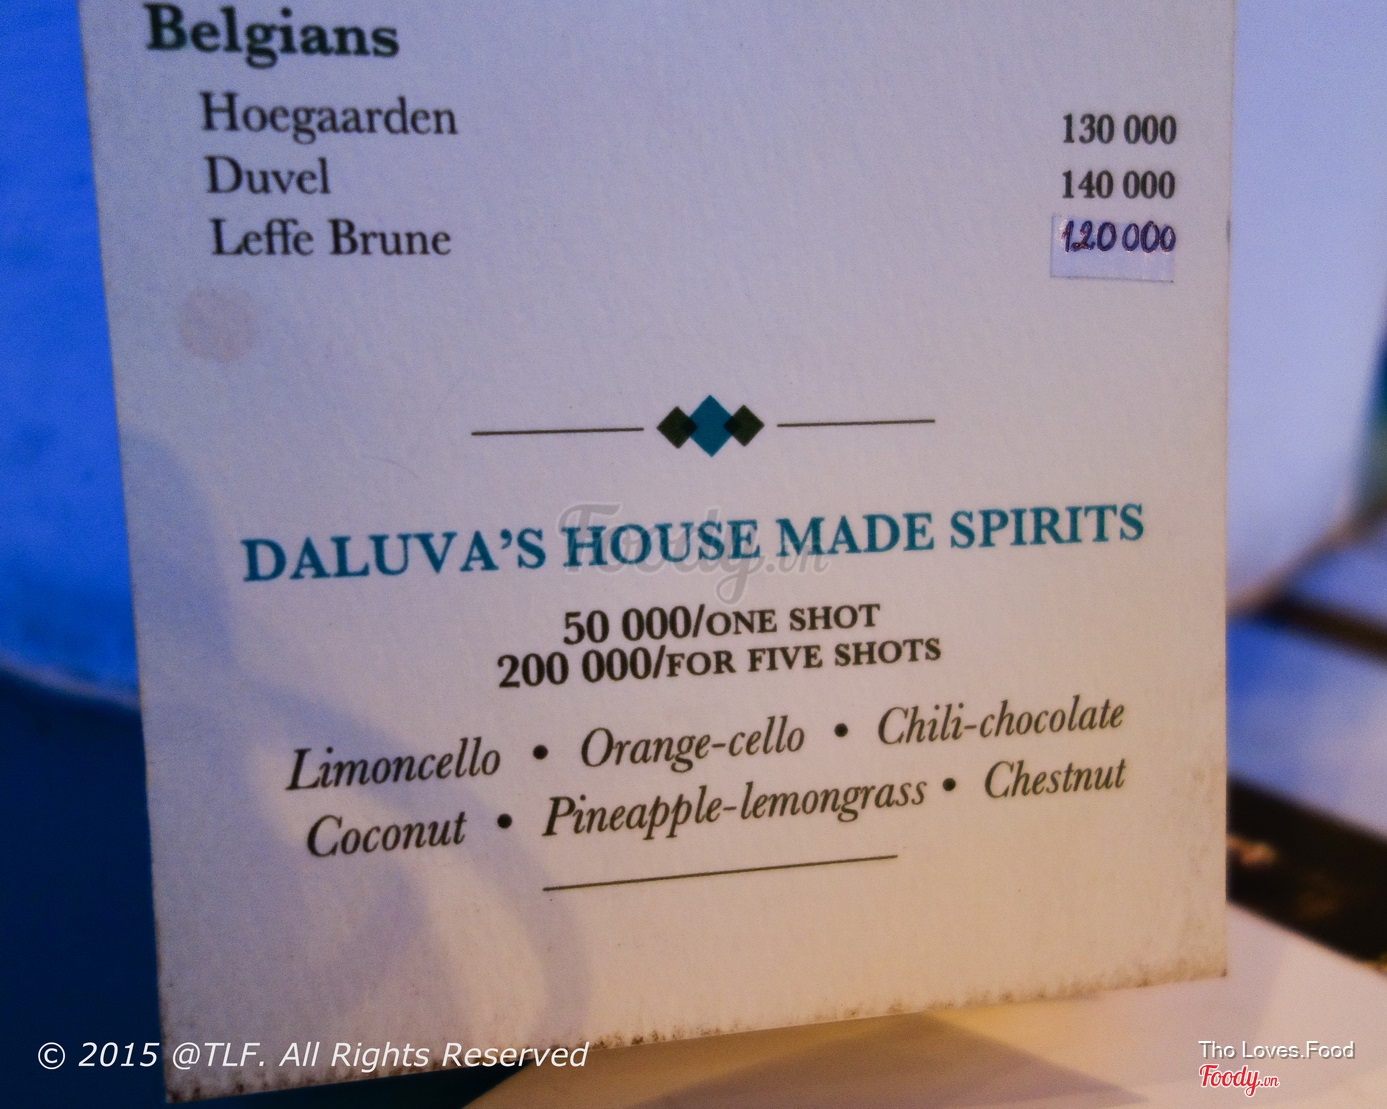 Belgians
Hoegaarden 130 000
Duvel 140 000
Leffe Brune 120 000
DALUVA'S HOUSE MADE SPIRITS
Foody.vn
50 000/ONE SHOT
200 000/FOR FIVE SHOTS
Limoncello • Orange-cello • Chili-chocolate
Coconut • Pineapple-lemongrass • Chestnut
© 2015 @TLF. All Rights Reserved
Tho Loves.Food
Foody.vn